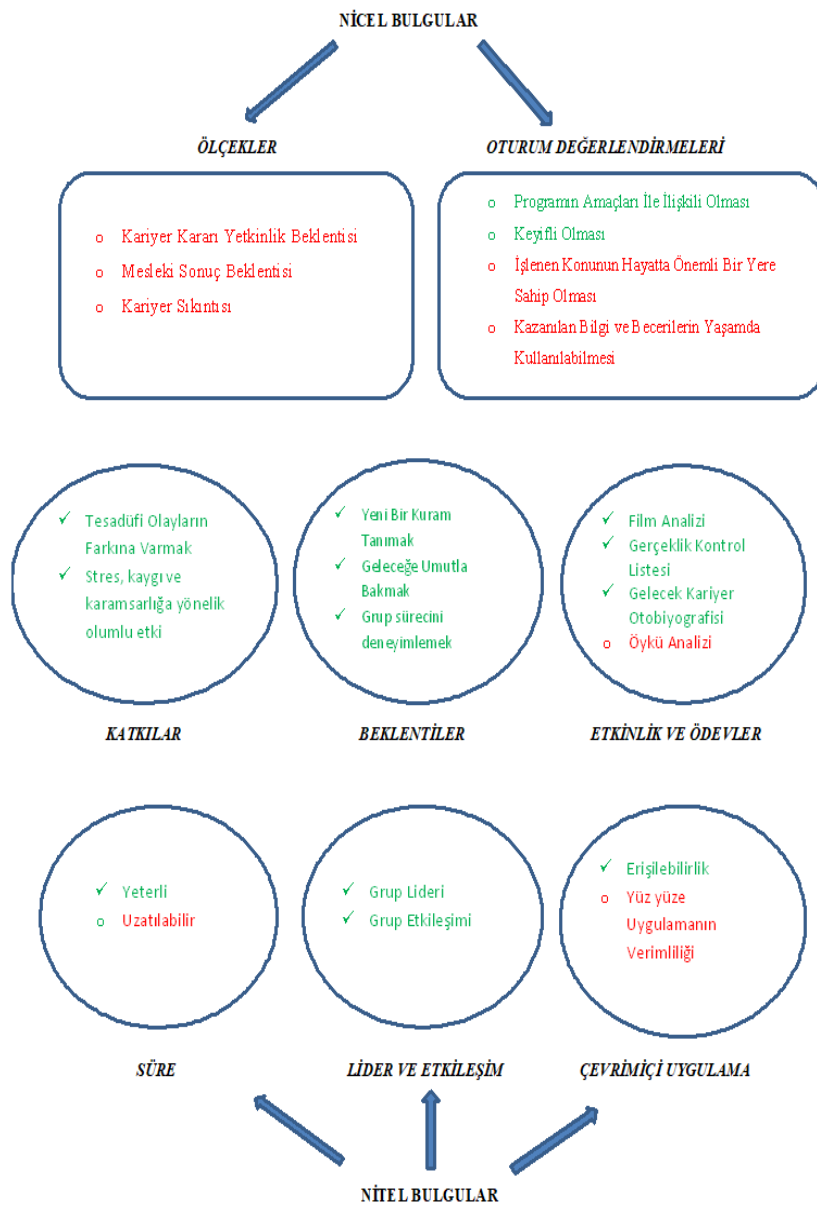 NİCEL BULGULAR
ÖLÇEKLER
OTURUM DEĞERLENDİRMELERİ
o Kariyer Kararı Yetkinlik Beklentisi
o Mesleki Sonuç Beklentisi
o Kariyer Sıkıntısı
o Programın Amaçları İle İlişkili Olması
o Keyifli Olması
o İşlenen Konunun Hayatta Önemli Bir Yere
Sahip Olması
o Kazanılan Bilgi ve Becerilerin Yaşamda
Kullanılabilmesi
✓ Tesadüfi Olayların
Farkına Varmak
✓ Stres, kaygı ve
karamsarlığa yönelik
olumlu etki
✓ Yeni Bir Kuram
Tanımak
✓ Geleceğe Umutla
Bakmak
✓ Grup sürecini
deneyimlemek
✓ Film Analizi
✓ Gerçeklik Kontrol
Listesi
✓ Gelecek Kariyer
Otobiyografisi
o Öykü Analizi
KATKILAR
BEKLENTİLER
ETKİNLİK VE ÖDEVLER
✓ Yeterli
o Uzatılabilir
✓ Grup Lideri
✓ Grup Etkileşimi
✓ Erişilebilirlik
o Yüz yüze
Uygulamanın
Verimliliği
SÜRE
LİDER VE ETKİLEŞİM
ÇEVRİMİÇİ UYGULAMA
NİTEL BULGULAR